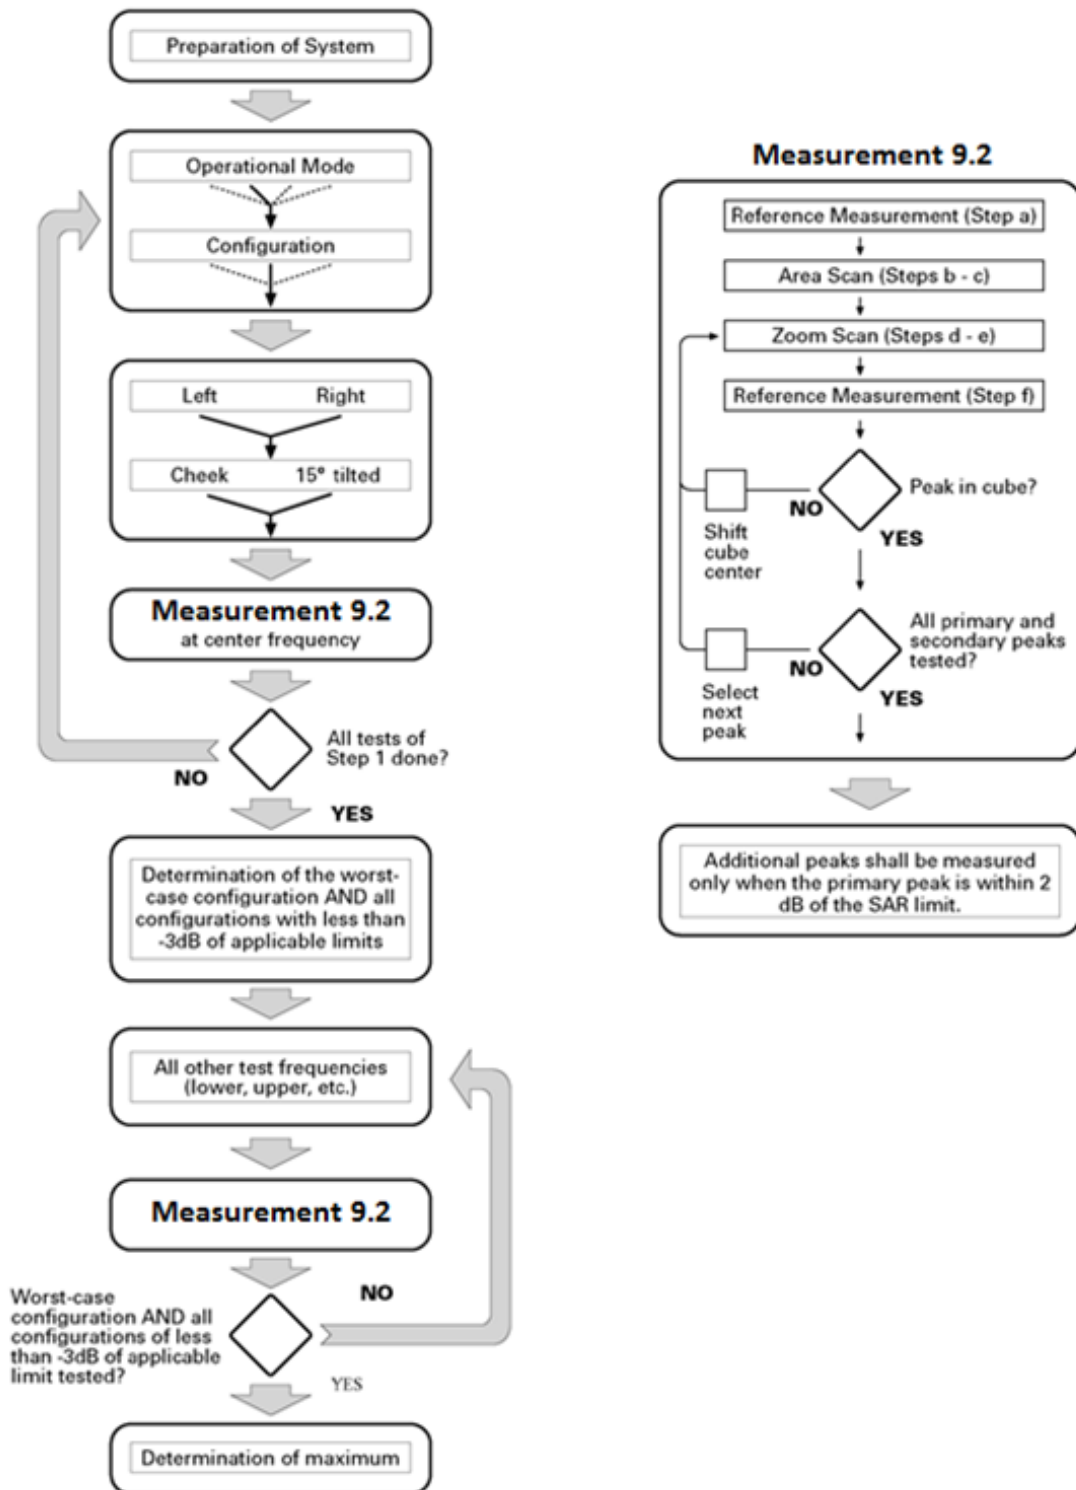 Preparation of System
Operational Mode
Configuration
Left Right
Cheek 15° tilted
Measurement 9.2
at center frequency
All tests of
Step 1 done?
NO
YES
Determination of the worst-
case configuration AND all
configurations with less than
-3dB of applicable limits
All other test frequencies
(lower, upper, etc.)
Measurement 9.2
NO
Worst-case
configuration AND all
configurations of less
than -3dB of applicable
limit tested?
YES
Determination of maximum
Measurement 9.2
Reference Measurement (Step a)
Area Scan (Steps b - c)
Zoom Scan (Steps d - e)
Reference Measurement (Step f)
Peak in cube?
NO
Shift
cube
center
YES
All primary and
secondary peaks
tested?
NO
Select
next
peak
YES
Additional peaks shall be measured
only when the primary peak is within 2
dB of the SAR limit.